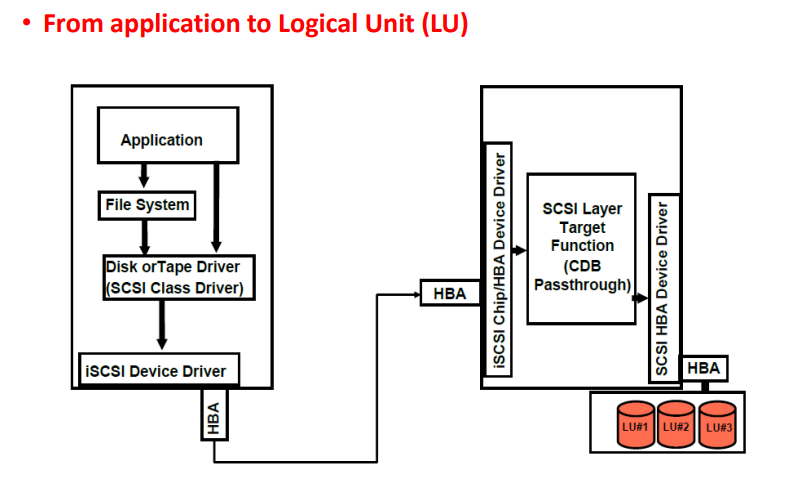 • From application to Logical Unit (LU)
Application
File System
Disk orTape Driver
(SCSI Class Driver)
iSCSI Device Driver
HBA
HBA
iSCSI Chip/HBA Device Driver
SCSI Layer
Target
Function
(CDB
Passthrough)
SCSI HBA Device Driver
HBA
LU#1
LU#2
LU#3